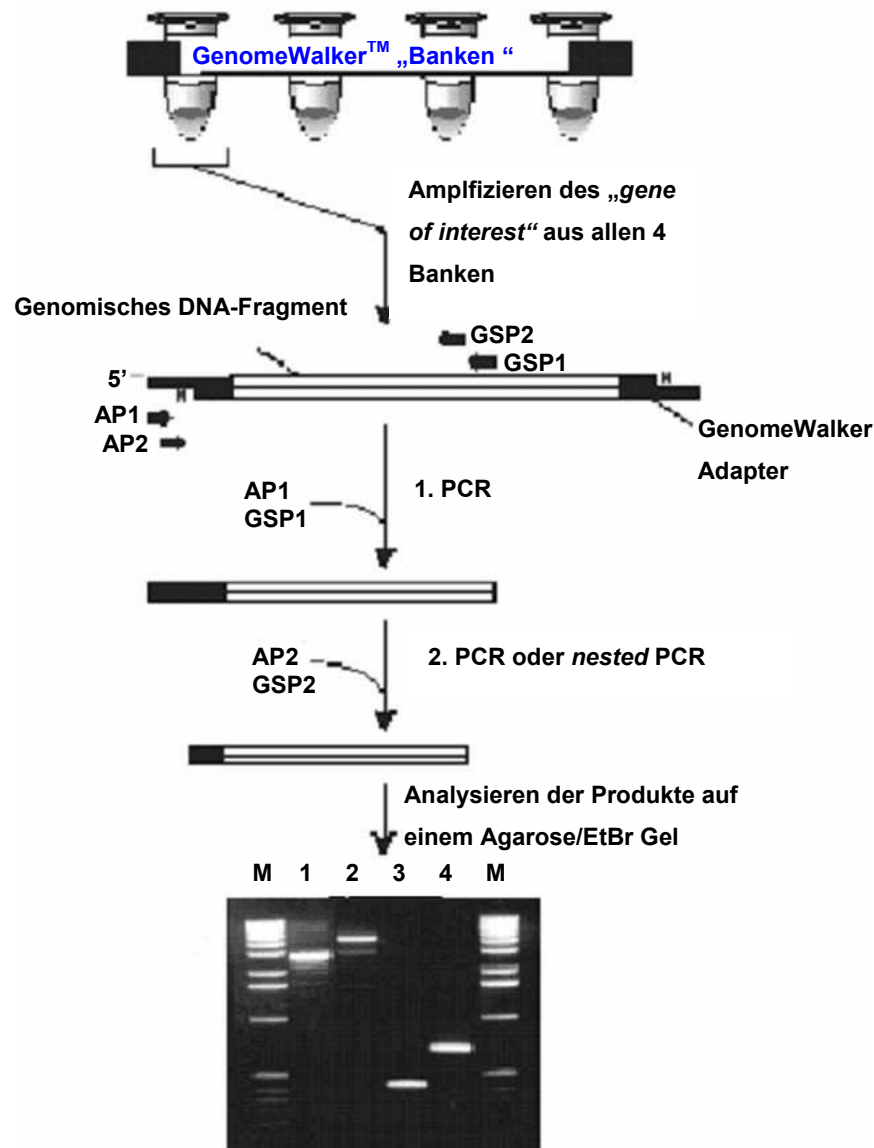 GenomeWalker™ „Banken “
Amplfizieren des „gene
of interest“ aus allen 4
Banken
Genomisches DNA-Fragment
GSP2
GSP1
5’
H
H
AP1
AP2
GenomeWalker
Adapter
AP1
GSP1
1. PCR
AP2
GSP2
2. PCR oder nested PCR
Analysieren der Produkte auf
einem Agarose/EtBr Gel
M 1 2 3 4 M